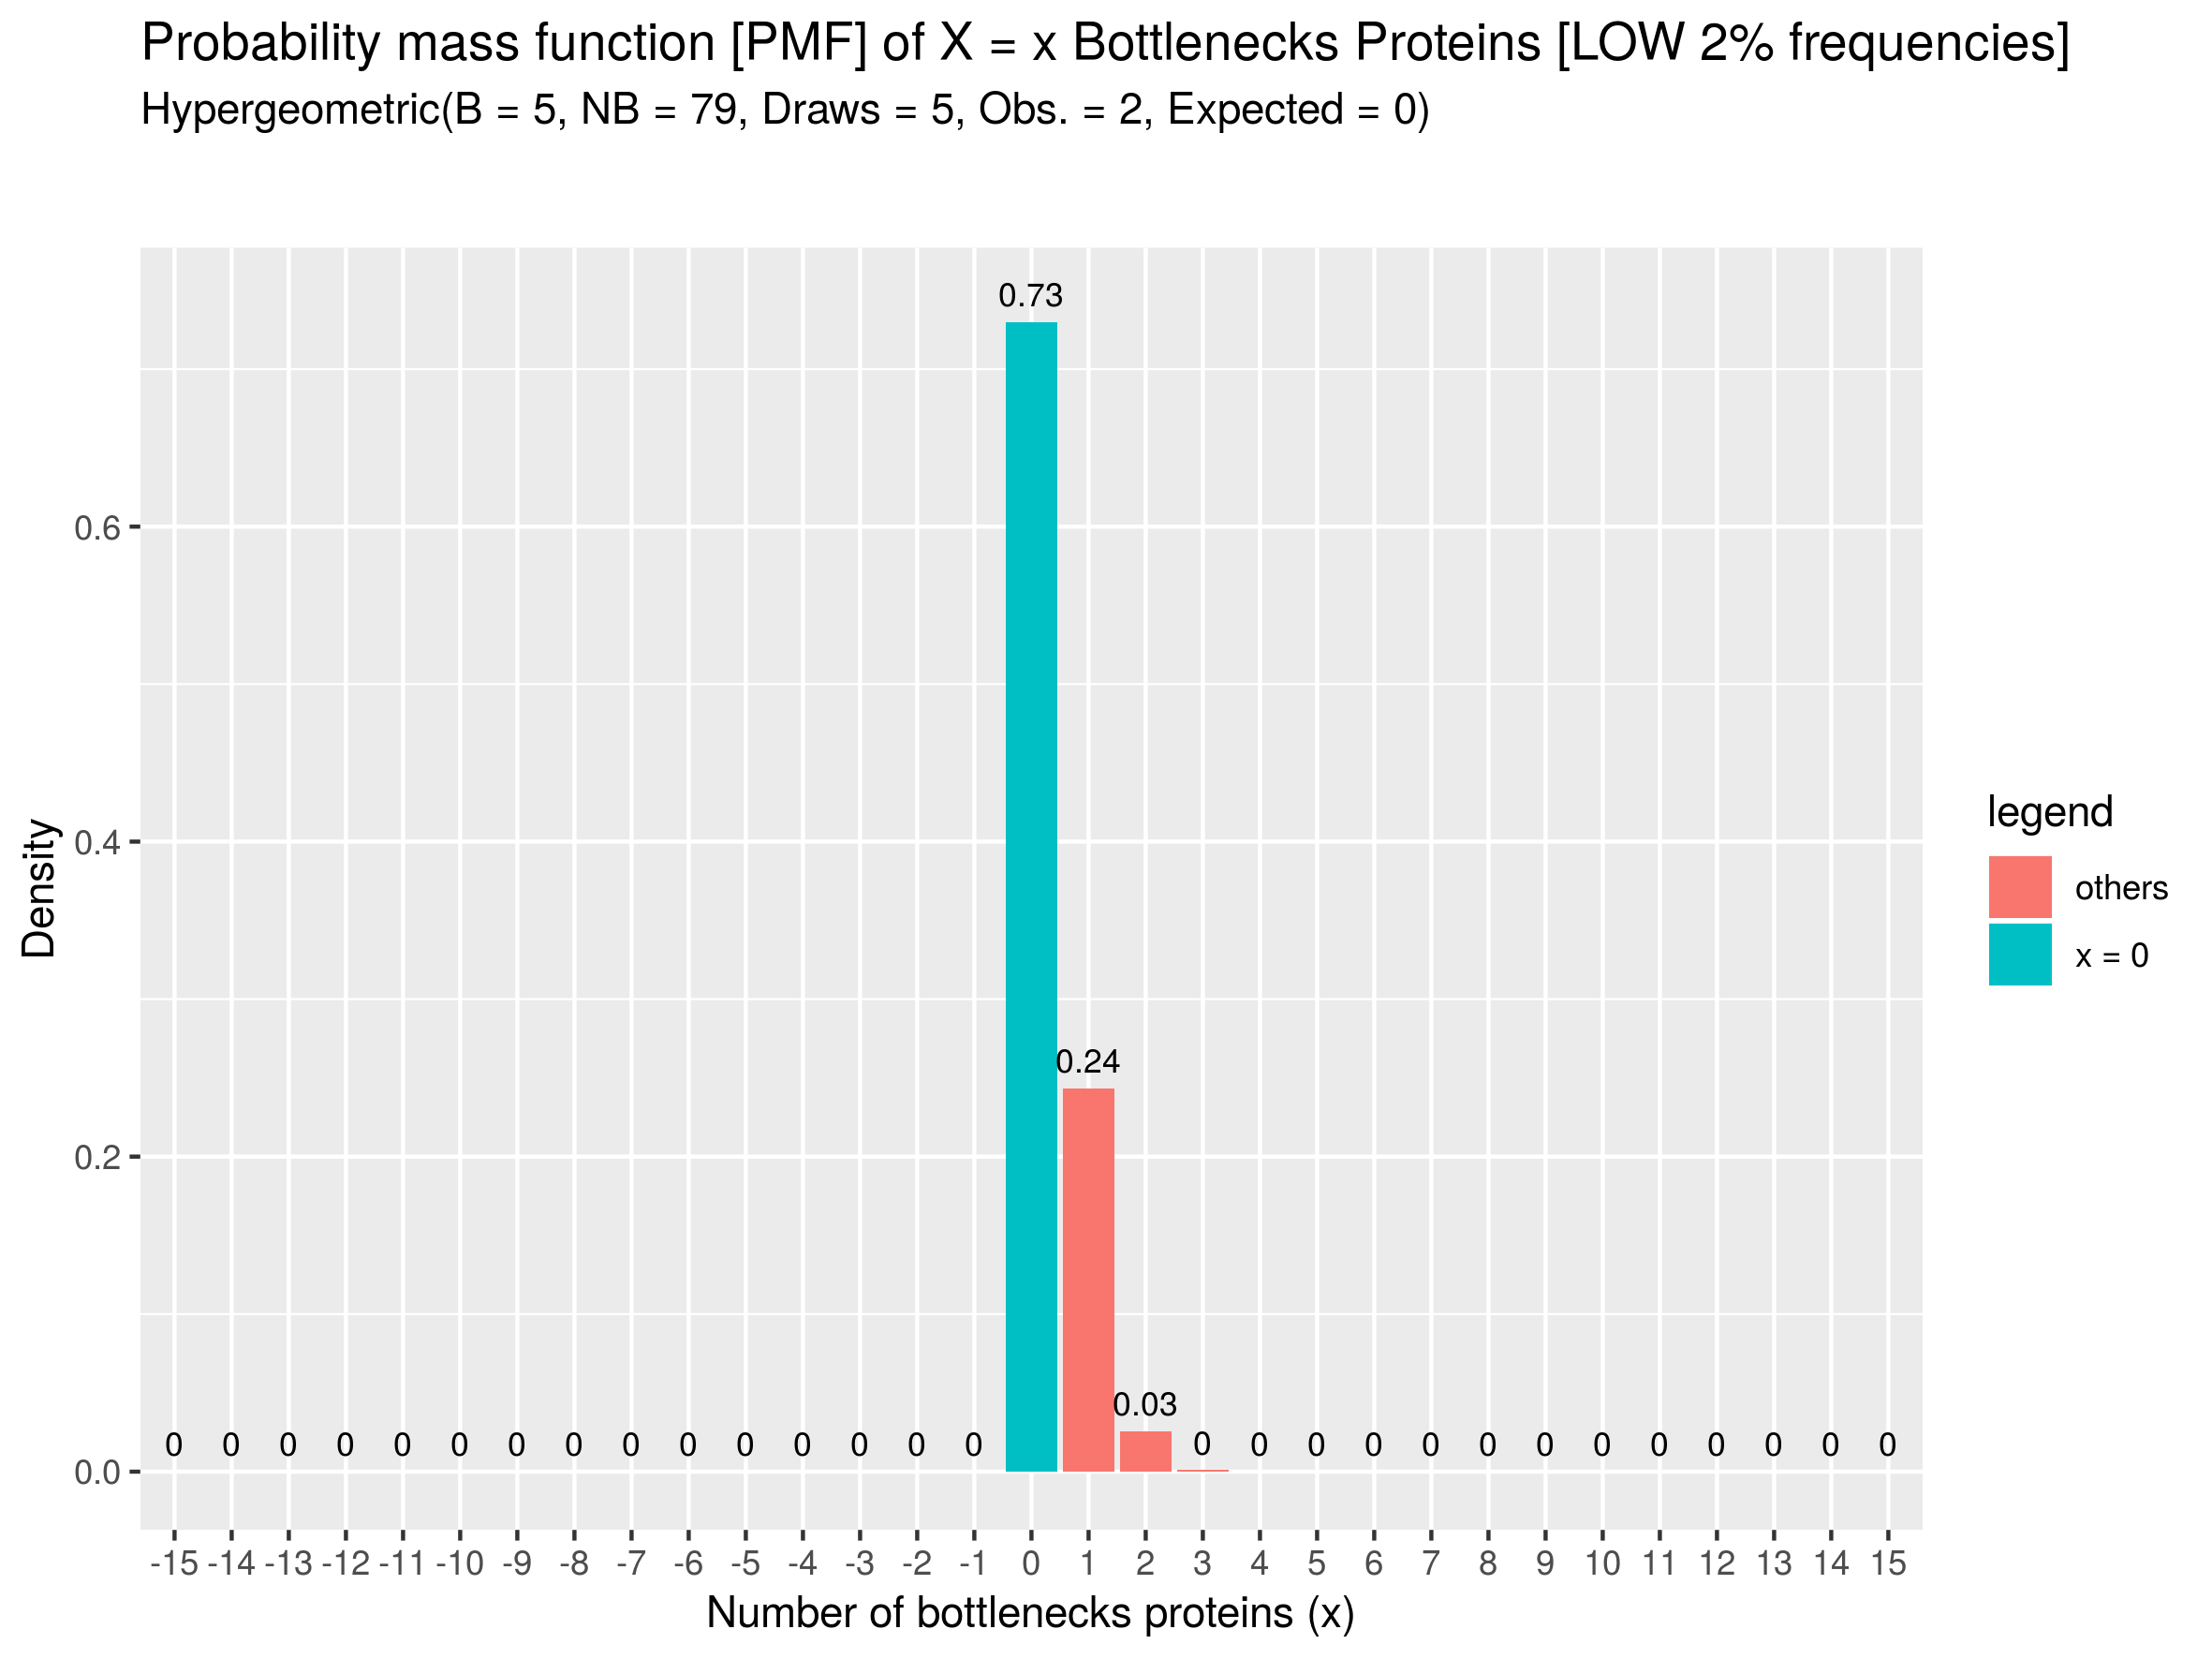 Probability mass function [PMF] of X = x Bottlenecks Proteins [LOW 2% frequencies]
Hypergeometric(B = 5, NB = 79, Draws = 5, Obs. = 2, Expected = 0)
0.73
0.6
0.4
Density
legend
others
x = 0
0.24
0.2
0.03
0 0 0 0 0 0 0 0 0 0 0 0 0 0 0 0 0 0 0 0 0 0 0 0 0 0 0 0
0.0
-15 -14 -13 -12 -11 -10 -9 -8 -7 -6 -5 -4 -3 -2 -1 0 1 2 3 4 5 6 7 8 9 10 11 12 13 14 15
Number of bottlenecks proteins (x)